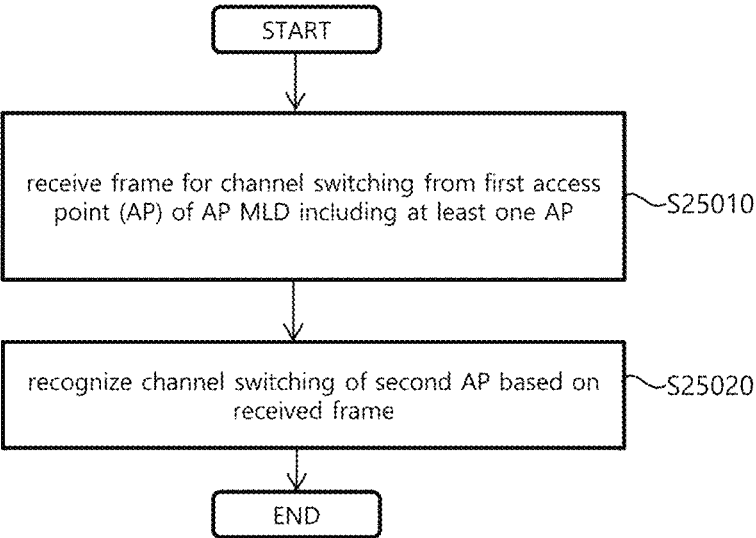 START
receive frame for channel switching from first access
point (AP) of AP MLD including at least one AP
S25010
recognize channel switching of second AP based on
received frame
S25020
END